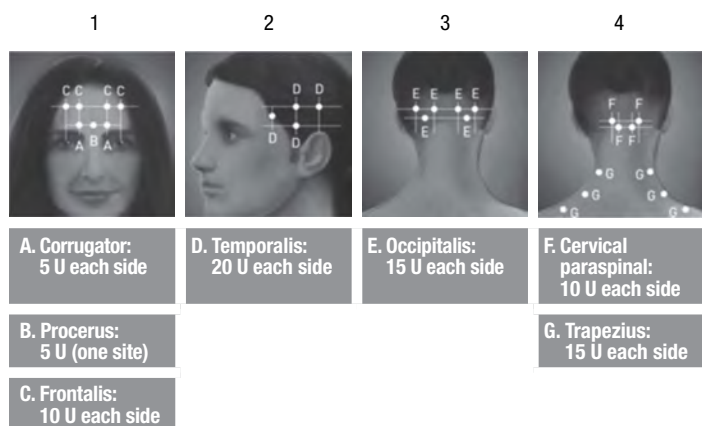 1
2
3
4
C C C C
A B A
D D
D D
E E E E
E E
F F
F F
G G
G G
G G
A. Corrugator:
5 U each side
B. Procerus:
5 U (one site)
C. Frontalis:
10 U each side
D. Temporalis:
20 U each side
E. Occipitalis:
15 U each side
F. Cervical
paraspinal:
10 U each side
G. Trapezius:
15 U each side